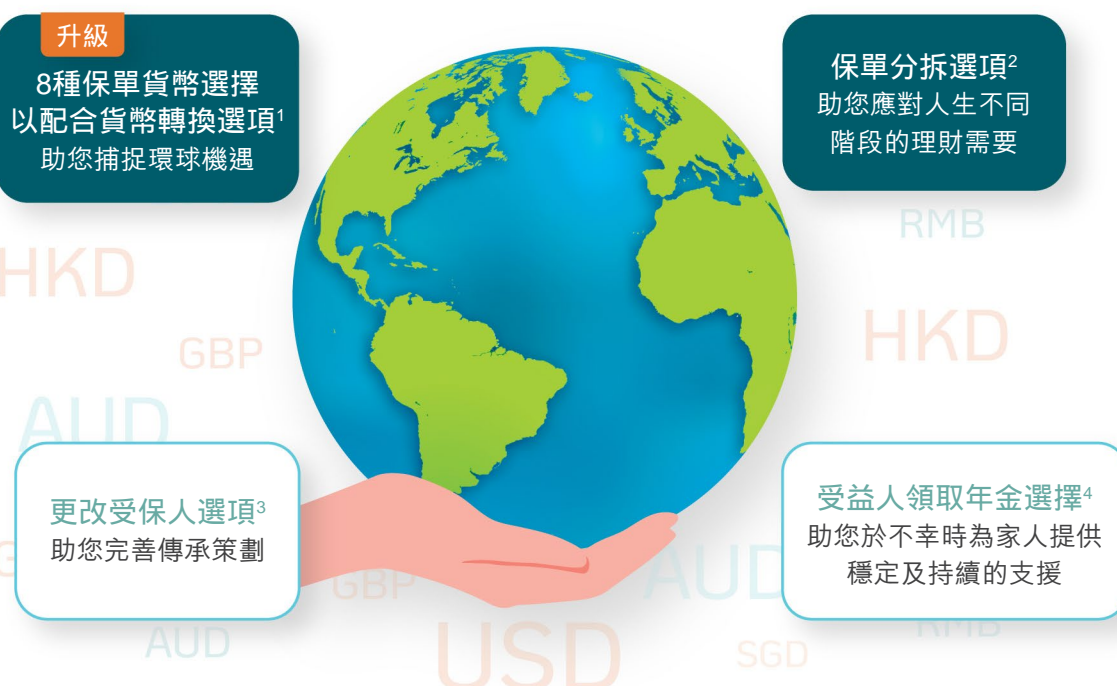 升級
8種保單貨幣選擇
以配合貨幣轉換選項¹
助您捕捉環球機遇
保單分拆選項²
助您應對人生不同
階段的理財需要
RMB
HKD
GBP
HKD
AUD
更改受保人選項³
助您完善傳承策劃
受益人領取年金選擇⁴
助您於不幸時為家人提供
穩定及持續的支援
GBP
AUD
RMB
AUD
USD
SGD